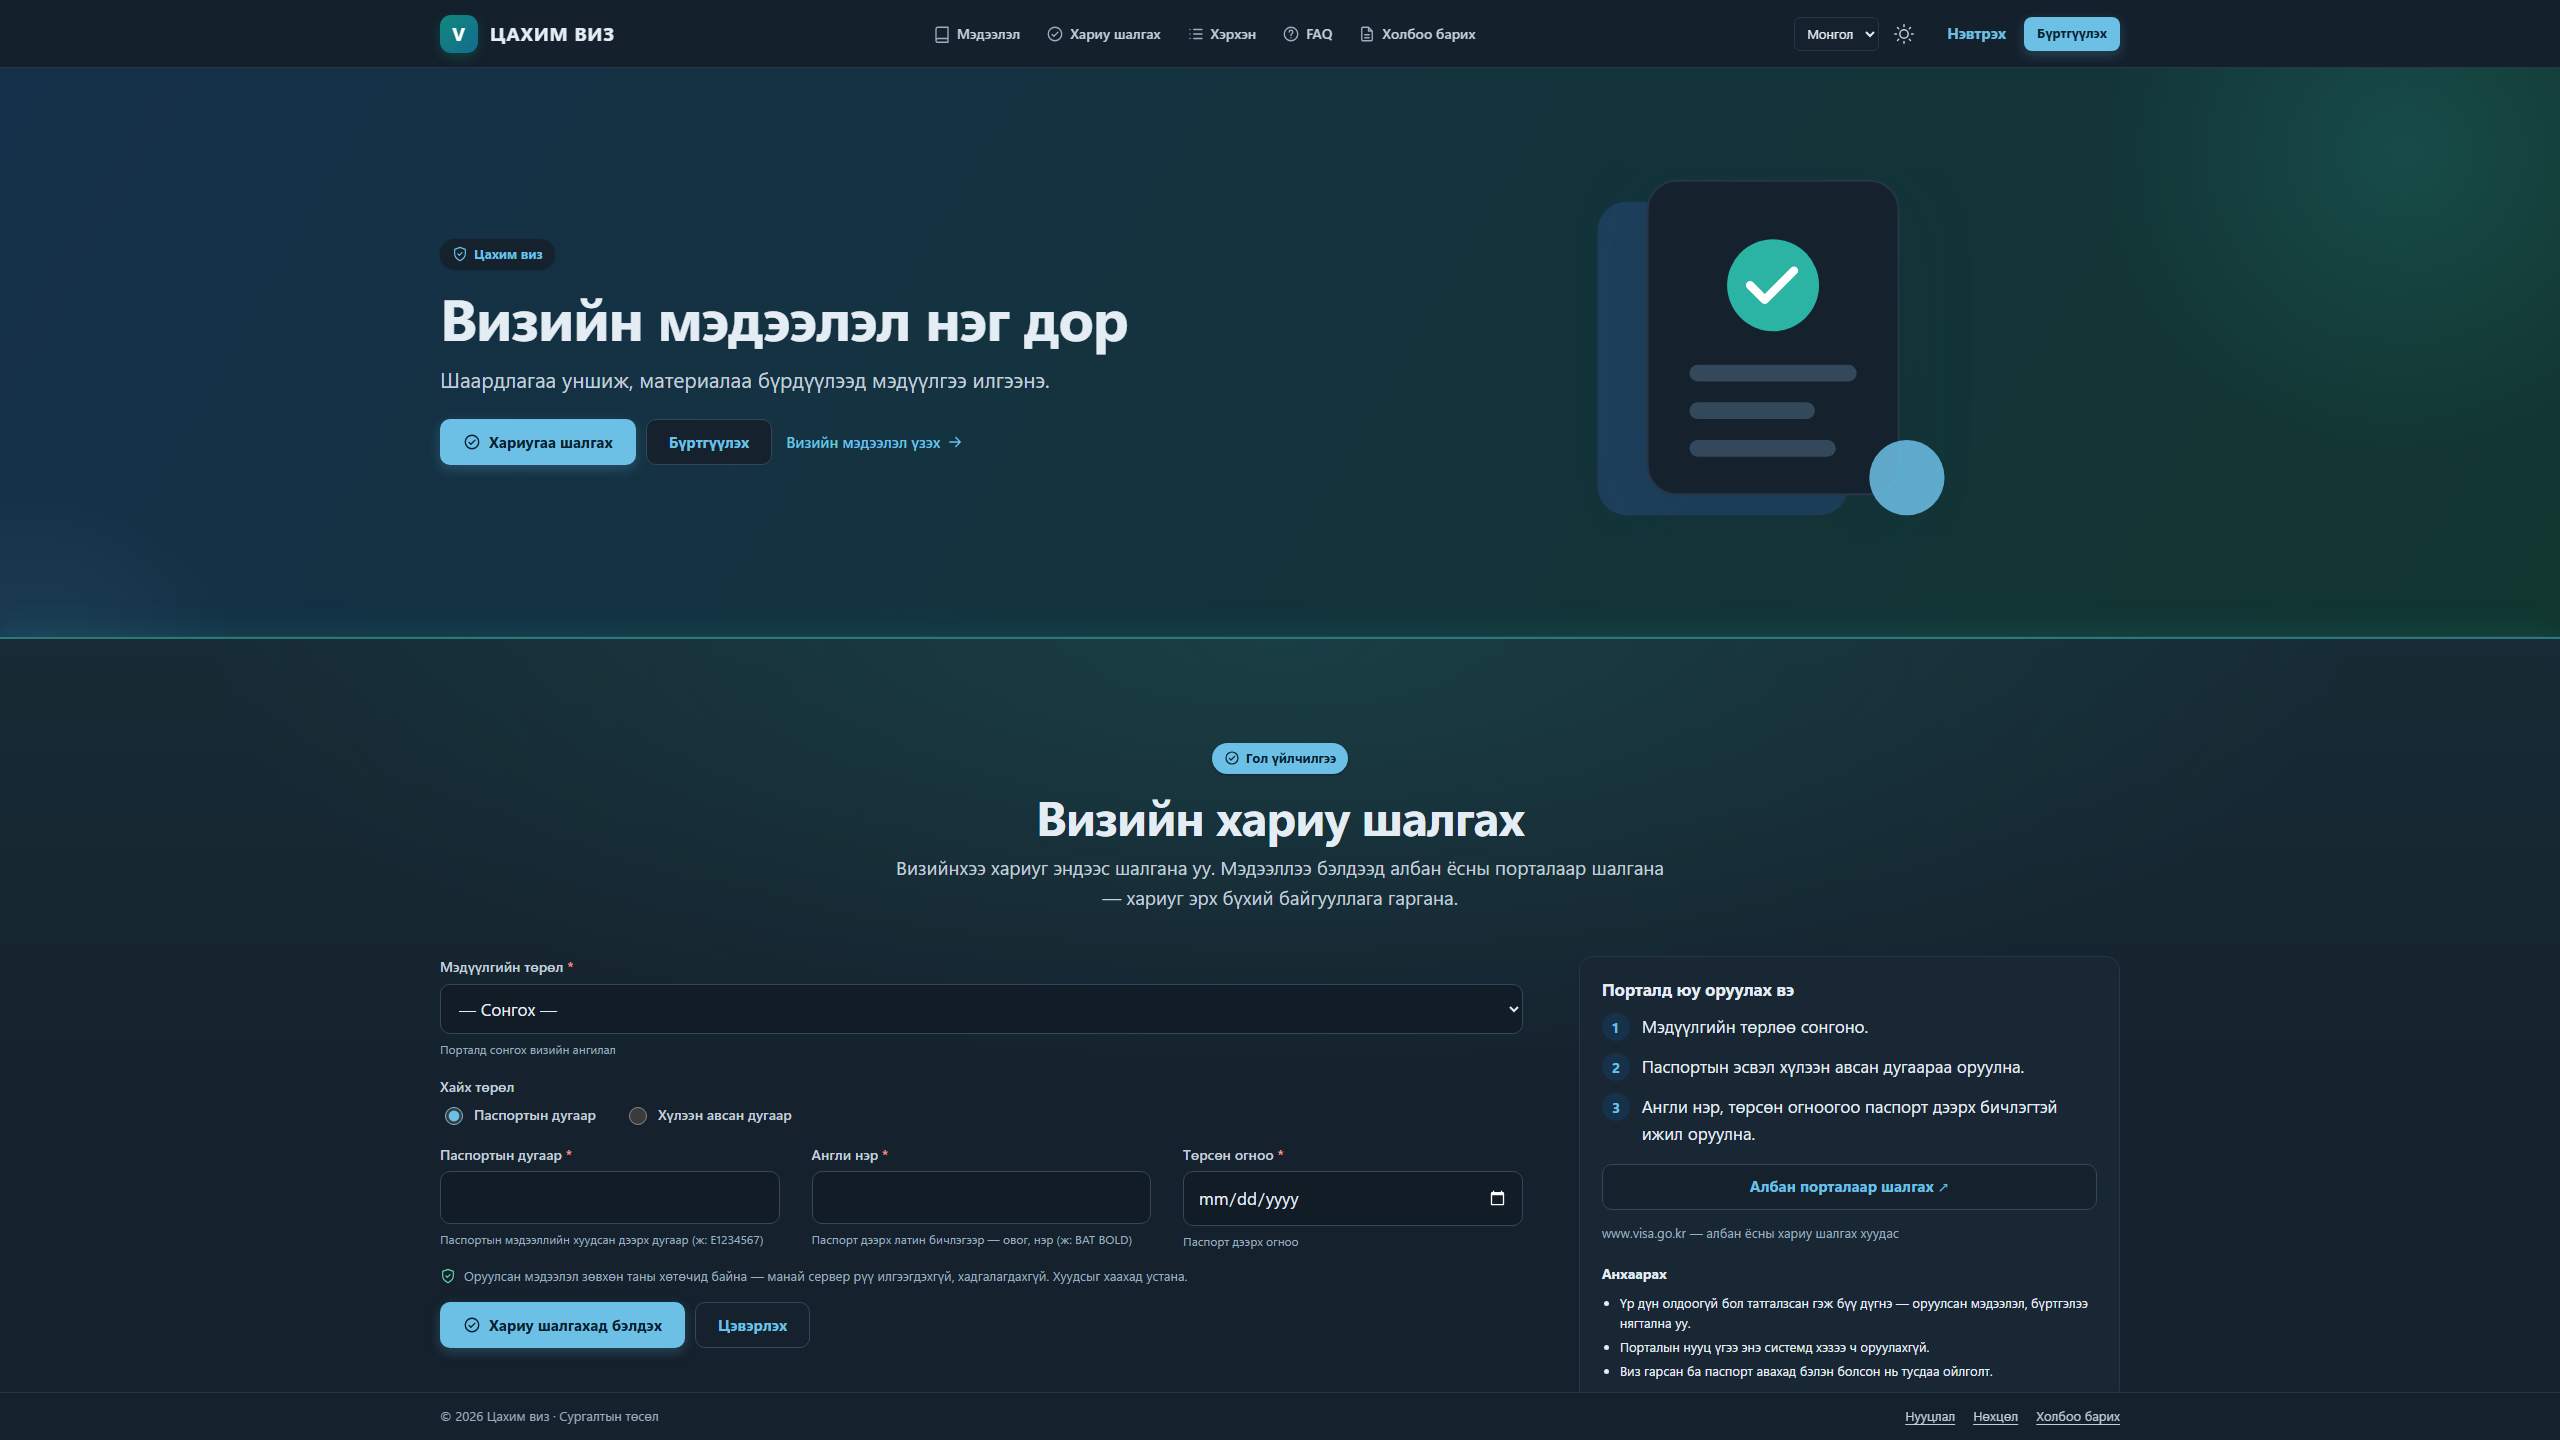 V ЦАХИМ ВИЗ
Мэдээлэл
Хариу шалгах
Хэрхэн
FAQ
Холбоо барих
Монгол
Нэвтрэх
Бүртгүүлэх
Цахим виз
Визийн мэдээлэл нэг дор
Шаардлагаа уншиж, материалаа бүрдүүлээд мэдүүлгээ илгээнэ.
Хариугаа шалгах
Бүртгүүлэх
Визийн мэдээлэл үзэх →
Гол үйлчилгээ
Визийн хариу шалгах
Визийнхээ хариуг эндээс шалгана уу. Мэдээллээ бэлдээд албан ёсны порталаар шалгана
— хариуг эрх бүхий байгууллага гаргана.
Мэдүүлгийн төрөл *
— Сонгох —
Порталд сонгох визийн ангилал
Хайх төрөл
Паспортын дугаар
Хүлээн авсан дугаар
Паспортын дугаар *
Англи нэр *
Төрсөн огноо *
mm/dd/yyyy
Паспортын мэдээллийн хуудсан дээрх дугаар (ж: E1234567)
Паспорт дээрх латин бичлэгээр — овог, нэр (ж: BAT BOLD)
Паспорт дээрх огноо
Оруулсан мэдээлэл зөвхөн таны хөтөчид байна — манай сервер рүү илгээгдэхгүй, хадгалагдахгүй. Хуудсыг хаахад устана.
Хариу шалгахад бэлдэх
Цэвэрлэх
Порталд юу оруулах вэ
1 Мэдүүлгийн төрлөө сонгоно.
2 Паспортын эсвэл хүлээн авсан дугаараа оруулна.
3 Англи нэр, төрсөн огноогоо паспорт дээрх бичлэгтэй
ижил оруулна.
Албан порталаар шалгах ↗
www.visa.go.kr — албан ёсны хариу шалгах хуудас
Анхаарах
• Үр дүн олдоогүй бол татгалзсан гэж бүү дүгнэ — оруулсан мэдээлэл, бүртгэлээ
нягтална уу.
• Порталын нууц үгээ энэ системд хэзээ ч оруулахгүй.
• Виз гарсан ба паспорт авахад бэлэн болсон нь тусдаа ойлголт.
© 2026 Цахим виз · Сургалтын төсөл
Нууцлал
Нөхцөл
Холбоо барих